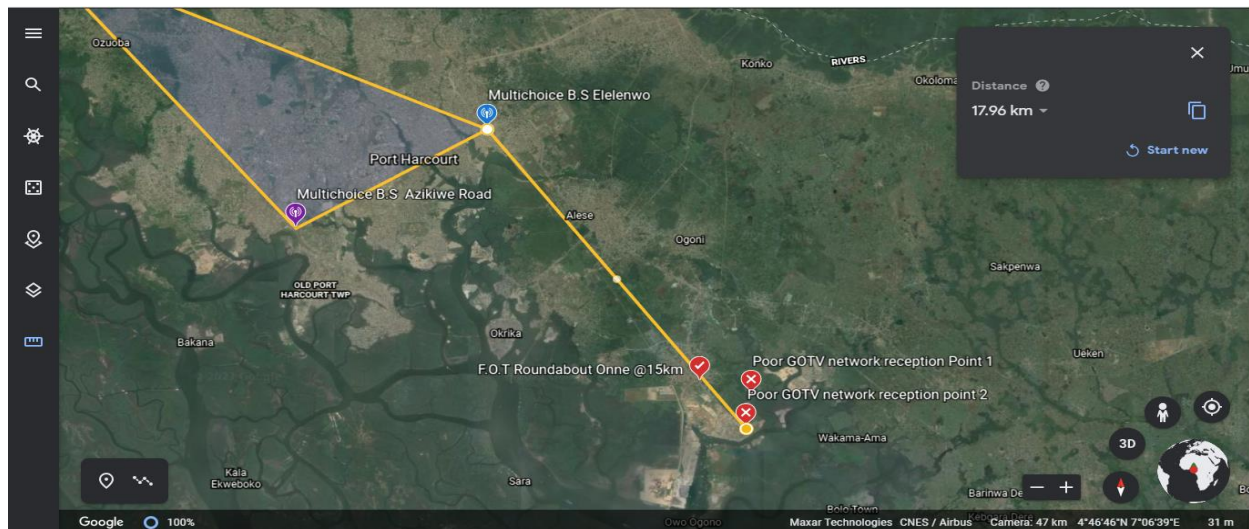 Ozuoba
Konko
RIVERS
Distance
17.96 km
Start new
Multichoice B.S Elelenwo
Port Harcourt
Multichoice B.S Azikiwe Road
Alese
Ogoni
Sakpenwa
OLD PORT
HARCOURT TWP
Bakana
Okrika
F.O.T Roundabout Onne @15km
Poor GOTV network reception Point 1
Ueken
Poor GOTV network reception point 2
Wakama-Ama
3D
Kala
Ekweboko
Sara
Barinwa De
Bolo Town
Owo Ogono
Google
100%
Maxar Technologies CNES / Airbus Camera: 47 km 4°46'46"N 7°06'39"E 31 m